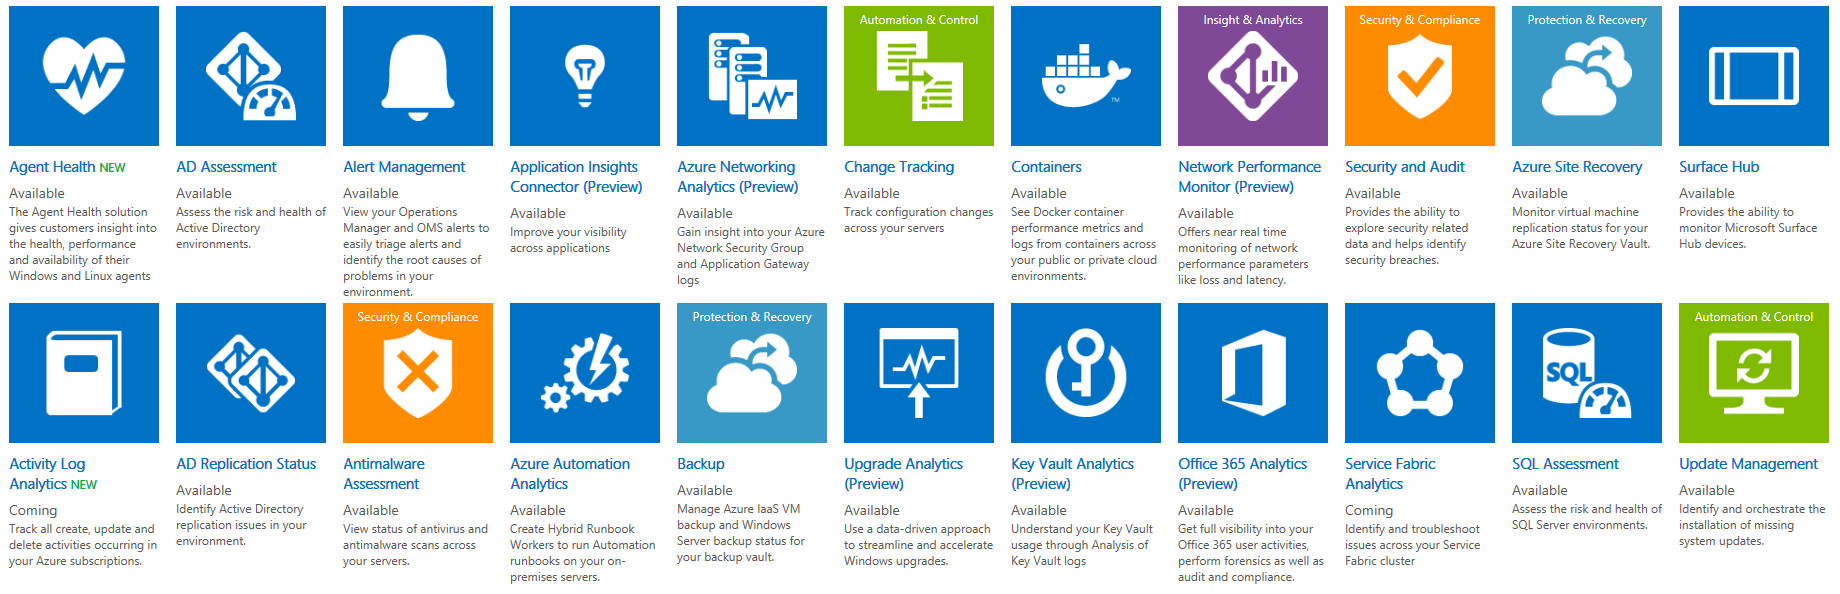 Automation & Control
Insight & Analytics
Security & Compliance
Protection & Recovery
TM
Agent Health NEW
Available
The Agent Health solution
gives customers insight into
the health, performance
and availability of their
Windows and Linux agents
AD Assessment
Available
Assess the risk and health of
Active Directory
environments.
Alert Management
Available
View your Operations
Manager and OMS alerts to
easily triage alerts and
identify the root causes of
problems in your
environment.
Application Insights
Connector (Preview)
Available
Improve your visibility
across applications
Azure Networking
Analytics (Preview)
Available
Gain insight into your Azure
Network Security Group
and Application Gateway
logs
Change Tracking
Available
Track configuration changes
across your servers
Containers
Available
See Docker container
performance metrics and
logs from containers across
your public or private cloud
environments.
Network Performance
Monitor (Preview)
Available
Offers near real time
monitoring of network
performance parameters
like loss and latency.
Security and Audit
Available
Provides the ability to
explore security related
data and helps identify
security breaches.
Azure Site Recovery
Available
Monitor virtual machine
replication status for your
Azure Site Recovery Vault.
Surface Hub
Available
Provides the ability to
monitor Microsoft Surface
Hub devices.
Security & Compliance
Protection & Recovery
SQL
Automation & Control
Activity Log
Analytics NEW
Coming
Track all create, update and
delete activities occurring in
your Azure subscriptions.
AD Replication Status
Available
Identify Active Directory
replication issues in your
environment.
Antimalware
Assessment
Available
View status of antivirus and
antimalware scans across
your servers.
Azure Automation
Analytics
Available
Create Hybrid Runbook
Workers to run Automation
runbooks on your on-
premises servers.
Backup
Available
Manage Azure IaaS VM
backup and Windows
Server backup status for
your backup vault.
Upgrade Analytics
(Preview)
Available
Use a data-driven approach
to streamline and accelerate
Windows upgrades.
Key Vault Analytics
(Preview)
Available
Understand your Key Vault
usage through Analysis of
Key Vault logs
Office 365 Analytics
(Preview)
Available
Get full visibility into your
Office 365 user activities,
perform forensics as well as
audit and compliance.
Service Fabric
Analytics
Coming
Identify and troubleshoot
issues across your Service
Fabric cluster
SQL Assessment
Available
Assess the risk and health of
SQL Server environments.
Update Management
Available
Identify and orchestrate the
installation of missing
system updates.